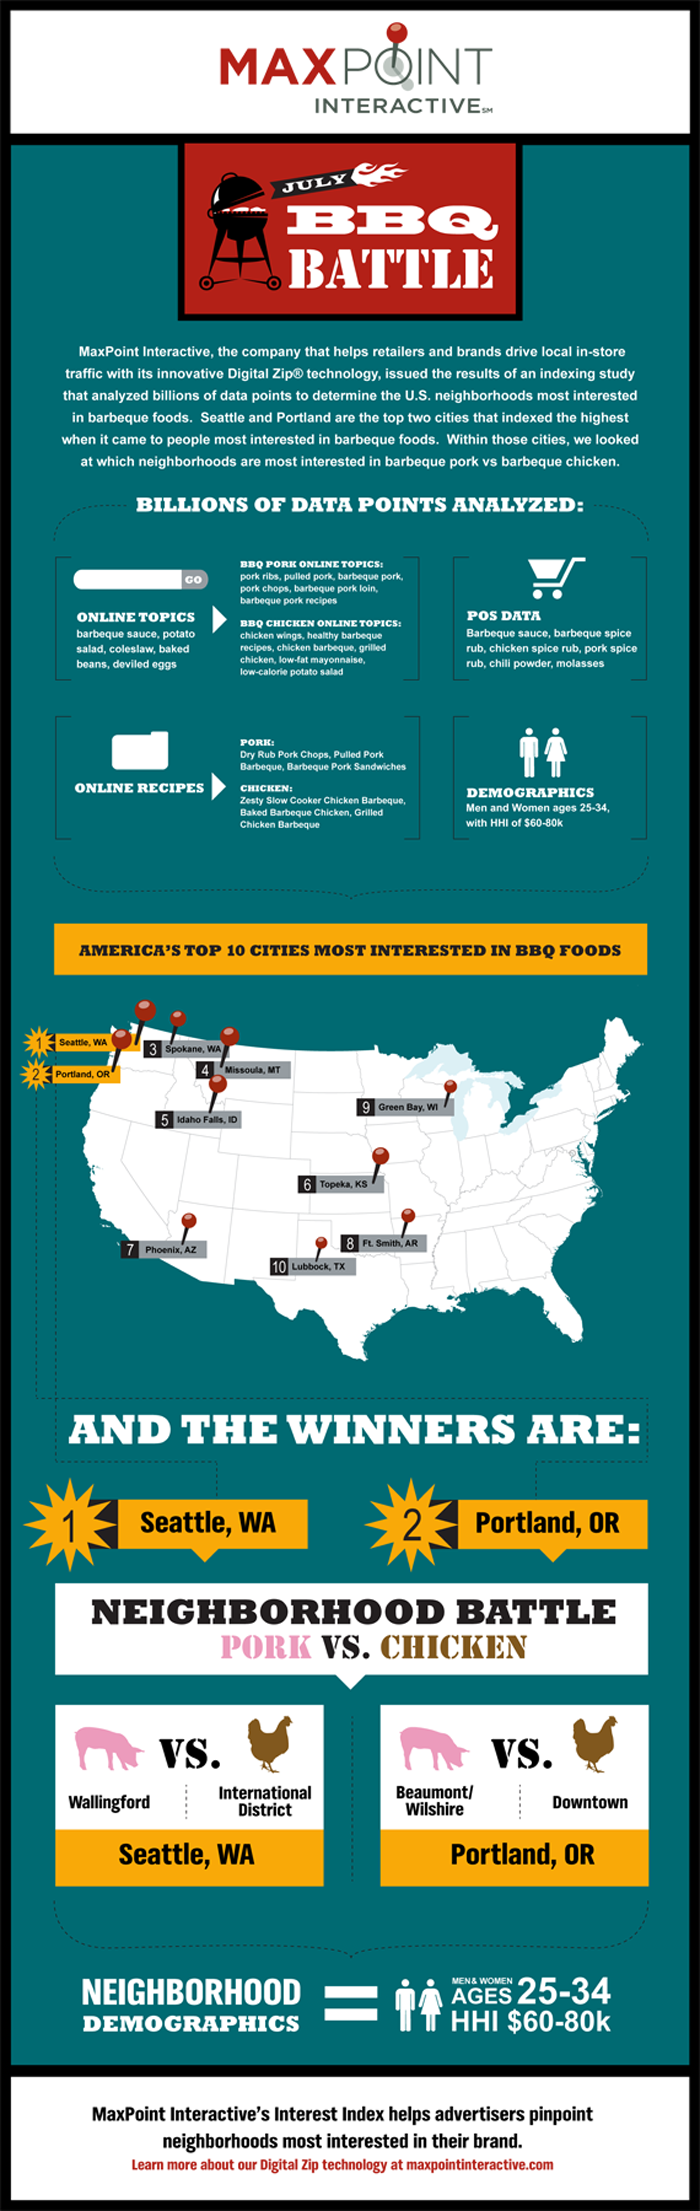 MAXPOINT
INTERACTIVE℠
JULY
BBQ
BATTLE
MaxPoint Interactive, the company that helps retailers and brands drive local in-store
traffic with its innovative Digital Zip® technology, issued the results of an indexing study
that analyzed billions of data points to determine the U.S. neighborhoods most interested
in barbeque foods. Seattle and Portland are the top two cities that indexed the highest
when it came to people most interested in barbeque foods. Within those cities, we looked
at which neighborhoods are most interested in barbeque pork vs barbeque chicken.
BILLIONS OF DATA POINTS ANALYZED:
GO
ONLINE TOPICS
barbeque sauce, potato
salad, coleslaw, baked
beans, deviled eggs
BBQ PORK ONLINE TOPICS:
pork ribs, pulled pork, barbeque pork,
pork chops, barbeque pork loin,
barbeque pork recipes
BBQ CHICKEN ONLINE TOPICS:
chicken wings, healthy barbeque
recipes, chicken barbeque, grilled
chicken, low-fat mayonnaise,
low-calorie potato salad
POS DATA
Barbeque sauce, barbeque spice
rub, chicken spice rub, pork spice
rub, chili powder, molasses
ONLINE RECIPES
PORK:
Dry Rub Pork Chops, Pulled Pork
Barbeque, Barbeque Pork Sandwiches
CHICKEN:
Zesty Slow Cooker Chicken Barbeque,
Baked Barbeque Chicken, Grilled
Chicken Barbeque
DEMOGRAPHICS
Men and Women ages 25-34,
with HHI of $60-80k
AMERICA'S TOP 10 CITIES MOST INTERESTED IN BBQ FOODS
1 Seattle, WA
2 Portland, OR
3 Spokane, WA
4 Missoula, MT
5 Idaho Falls, ID
9 Green Bay, WI
6 Topeka, KS
7 Phoenix, AZ
8 Ft. Smith, AR
10 Lubbock, TX
AND THE WINNERS ARE:
1 Seattle, WA
2 Portland, OR
NEIGHBORHOOD BATTLE
PORK VS. CHICKEN
VS.
Wallingford
International
District
Seattle, WA
VS.
Beaumont/
Wilshire
Downtown
Portland, OR
NEIGHBORHOOD
DEMOGRAPHICS
=
MEN & WOMEN
AGES 25-34
HHI $60-80k
MaxPoint Interactive's Interest Index helps advertisers pinpoint
neighborhoods most interested in their brand.
Learn more about our Digital Zip technology at maxpointinteractive.com